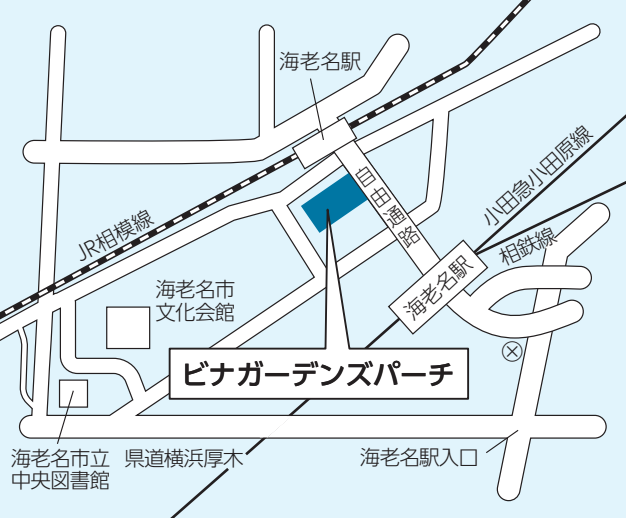 海老名駅
自由通路
小田急小田原線
JR相模線
相鉄線
海老名駅
海老名市
文化会館
ビナガーデンズパーチ
海老名市立
中央図書館
県道横浜厚木
海老名駅入口